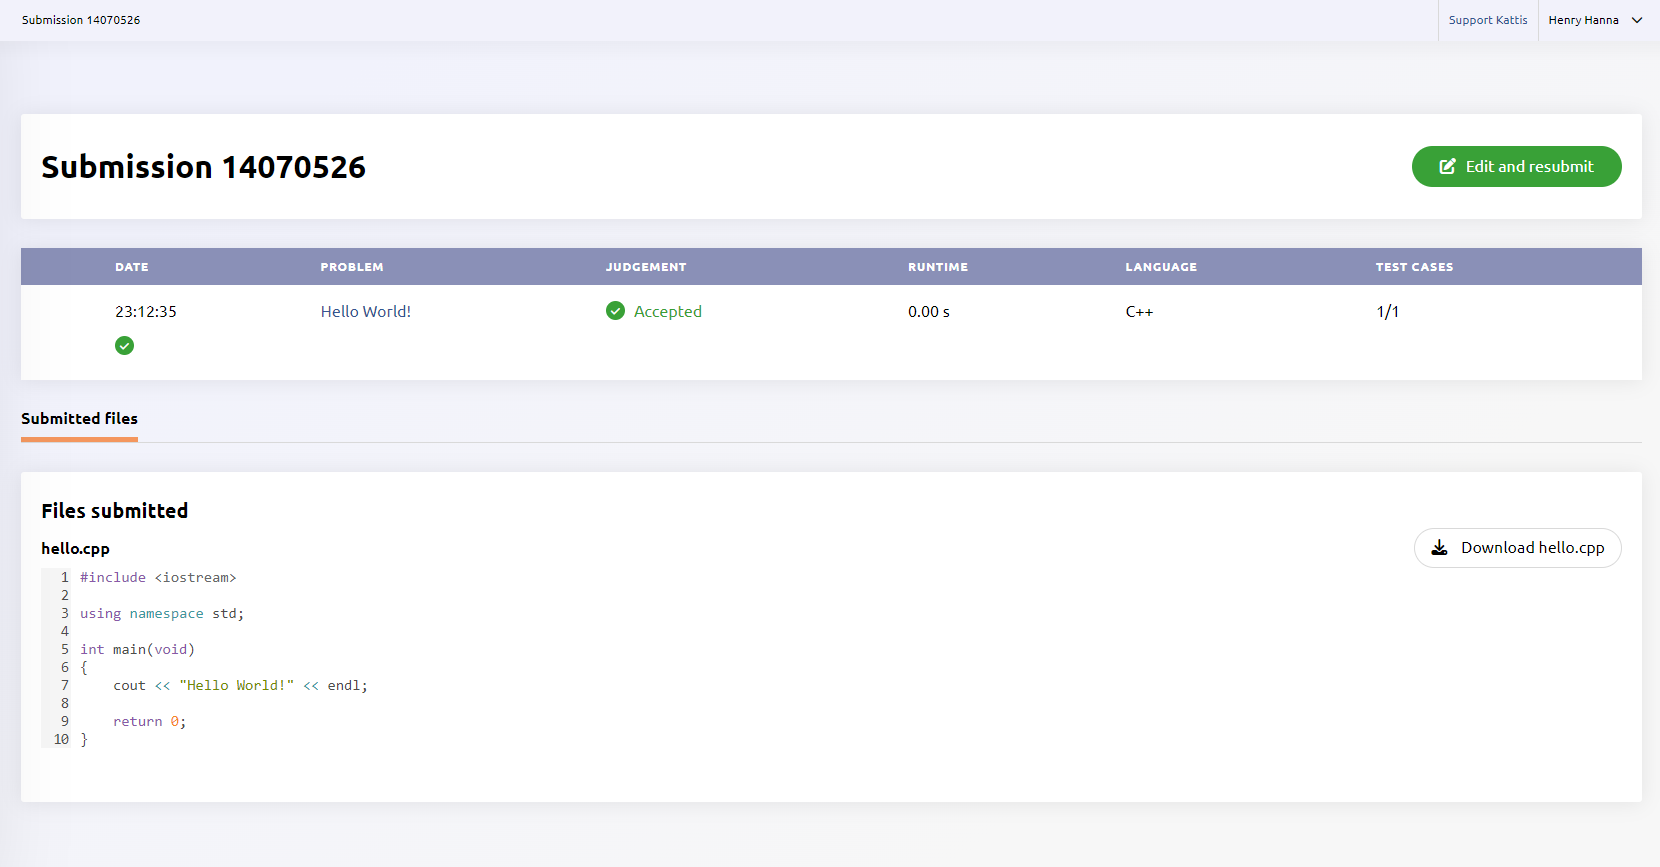 Submission 14070526
Support Kattis
Henry Hanna
Submission 14070526
Edit and resubmit
DATE PROBLEM JUDGEMENT RUNTIME LANGUAGE TEST CASES
23:12:35 Hello World! Accepted 0.00 s C++ 1/1
Submitted files
Files submitted
hello.cpp
Download hello.cpp
1 #include <iostream>
2
3 using namespace std;
4
5 int main(void)
6 {
7     cout << "Hello World!" << endl;
8
9     return 0;
10 }